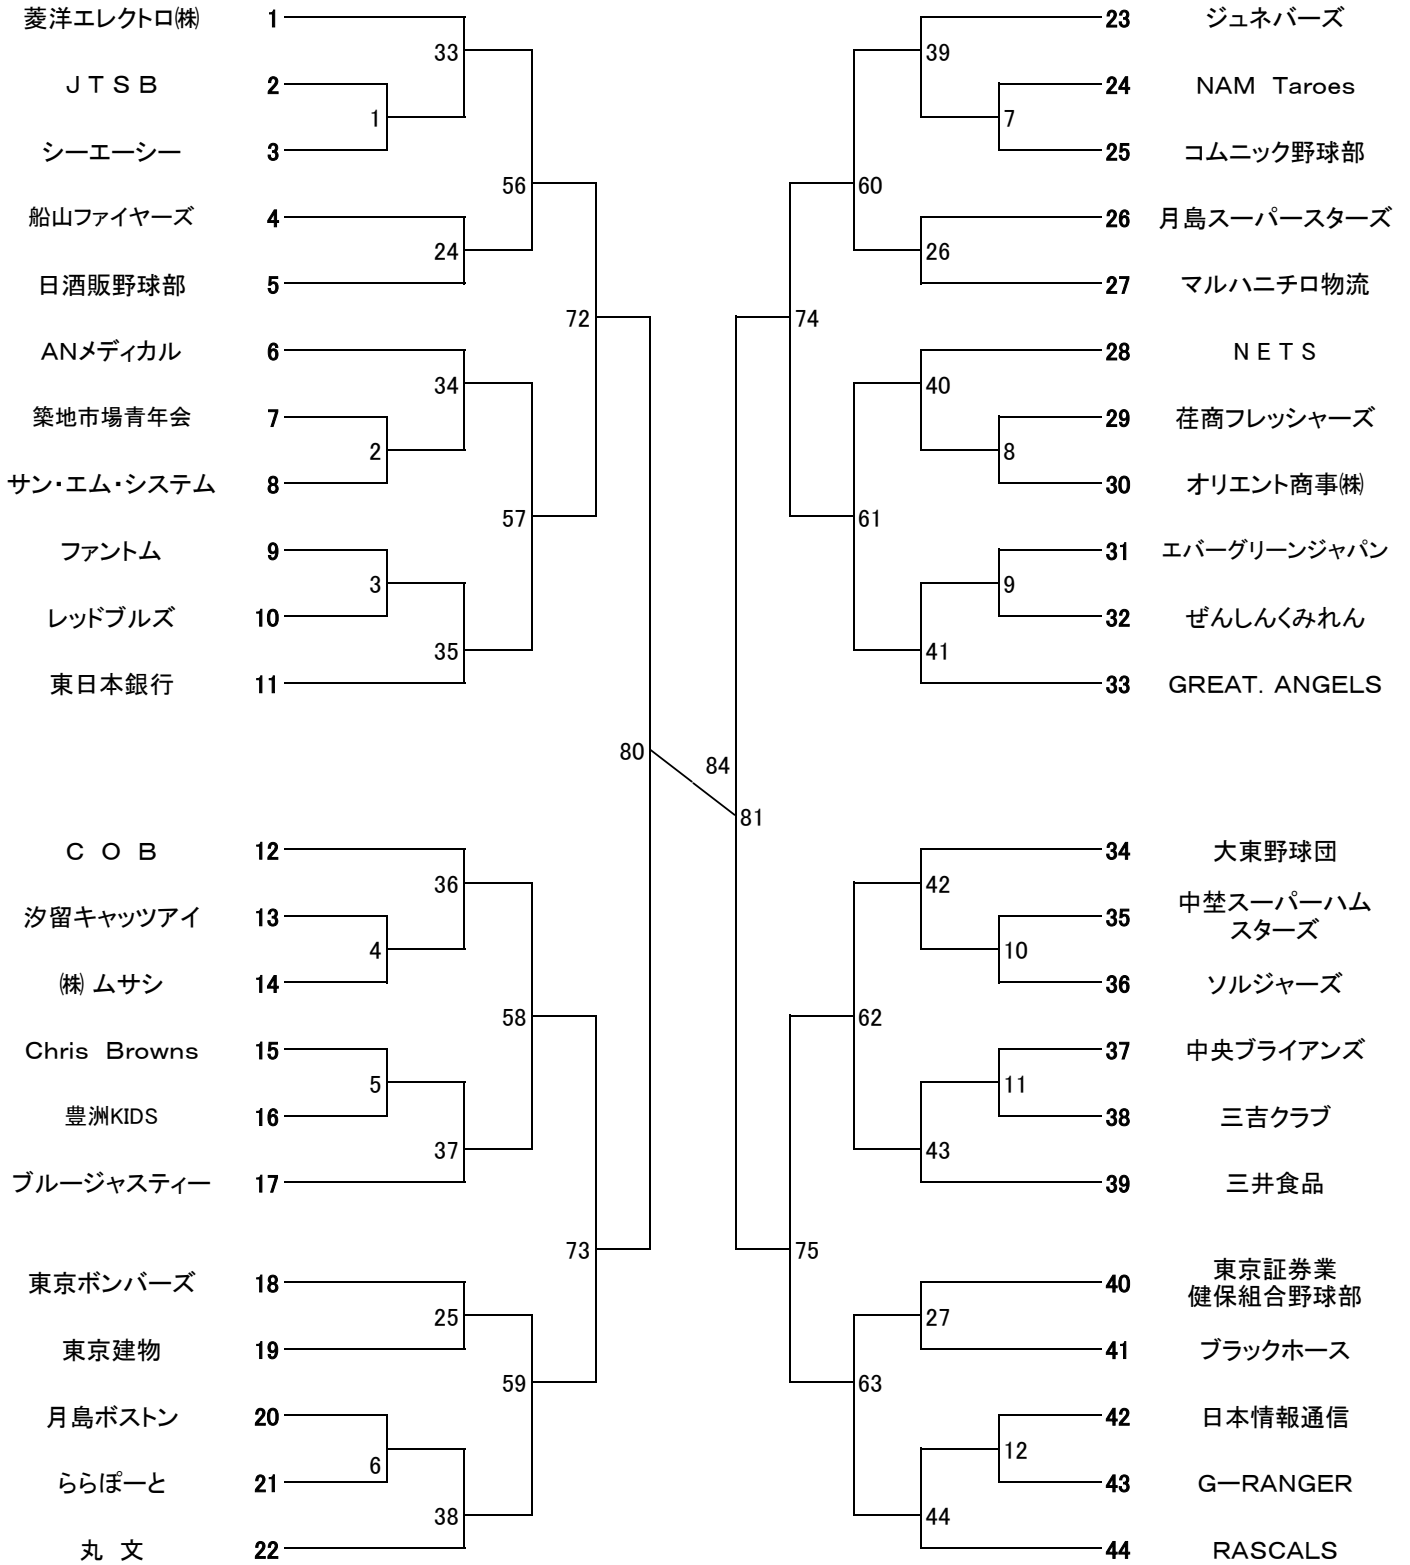 菱洋エレクトロ㈱ 1
33
JTSB 2
1
シーエーシー 3
56
船山ファイヤーズ 4
24
日酒販野球部 5
72
ANメディカル 6
34
築地市場青年会 7
2
サン・エム・システム 8
57
ファントム 9
3
レッドブルズ 10
35
東日本銀行 11
80
COB 12
36
汐留キャッツアイ 13
4
㈱ムサシ 14
58
Chris Browns 15
5
豊洲KIDS 16
37
ブルージャスティー 17
73
東京ボンバーズ 18
25
東京建物 19
59
月島ボストン 20
6
ららぽーと 21
38
丸 文 22
84
81
23 ジュネバーズ
39
24 NAM Taroes
7
25 コムニック野球部
60
26 月島スーパースターズ
26
27 マルハニチロ物流
74
28 NETS
40
29 荏商フレッシャーズ
8
30 オリエント商事㈱
61
31 エバーグリーンジャパン
9
32 ぜんしんくみれん
41
33 GREAT. ANGELS
34 大東野球団
42
35 中埜スーパーハム
スターズ
10
36 ソルジャーズ
62
37 中央ブライアンズ
11
38 三吉クラブ
43
39 三井食品
75
40 東京証券業
健保組合野球部
27
41 ブラックホース
63
42 日本情報通信
12
43 G－RANGER
44
44 RASCALS